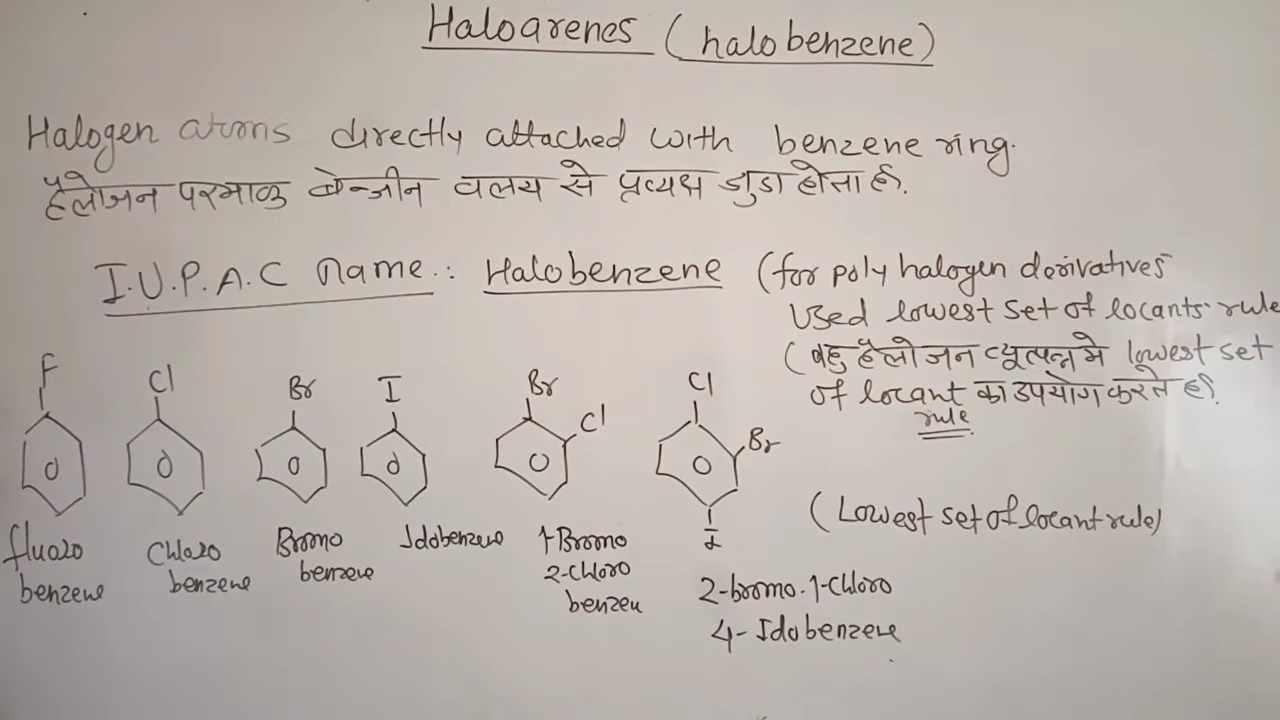 Haloarenes (halobenzene)
Halogen atoms directly attached with benzene ring.
हैलोजन परमाणु बेन्जीन वलय से प्रत्यक्ष जुडा होता है.
I.U.P.A.C Name.: Halobenzene (for poly halogen derivatives
Used lowest set of locants rule
(बहु हैलोजन व्यूत्पन्न मे lowest set
of locant का उपयोग करते है.
rule
F
Cl
Br
I
Br
Cl
Cl
Br
I
fluoro
benzene
Chloro
benzene
Bromo
benzene
Idobenzene
1-Bromo
2-Chloro
benzen
(Lowest set of locant rule)
2-bromo.1-Chloro
4-Idobenzene